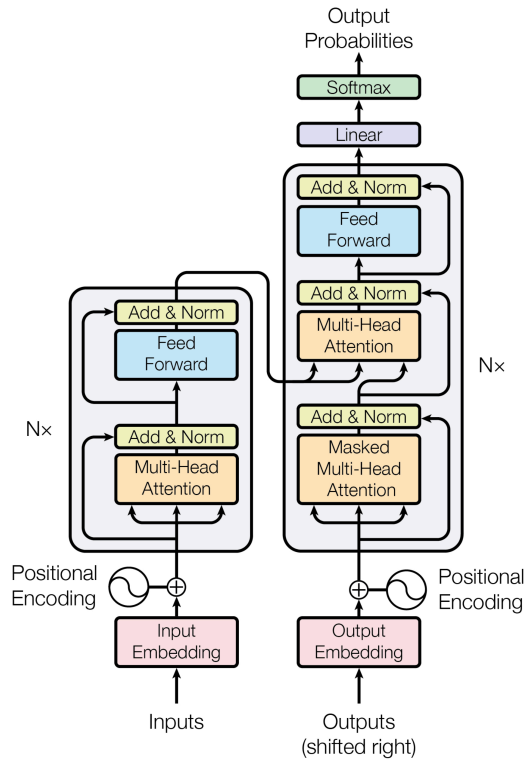 Output
Probabilities
Softmax
Linear
Add & Norm
Feed
Forward
Add & Norm
Multi-Head
Attention
Add & Norm
Masked
Multi-Head
Attention
N×
Add & Norm
Feed
Forward
Add & Norm
Multi-Head
Attention
N×
Positional
Encoding
Positional
Encoding
Input
Embedding
Output
Embedding
Inputs
Outputs
(shifted right)